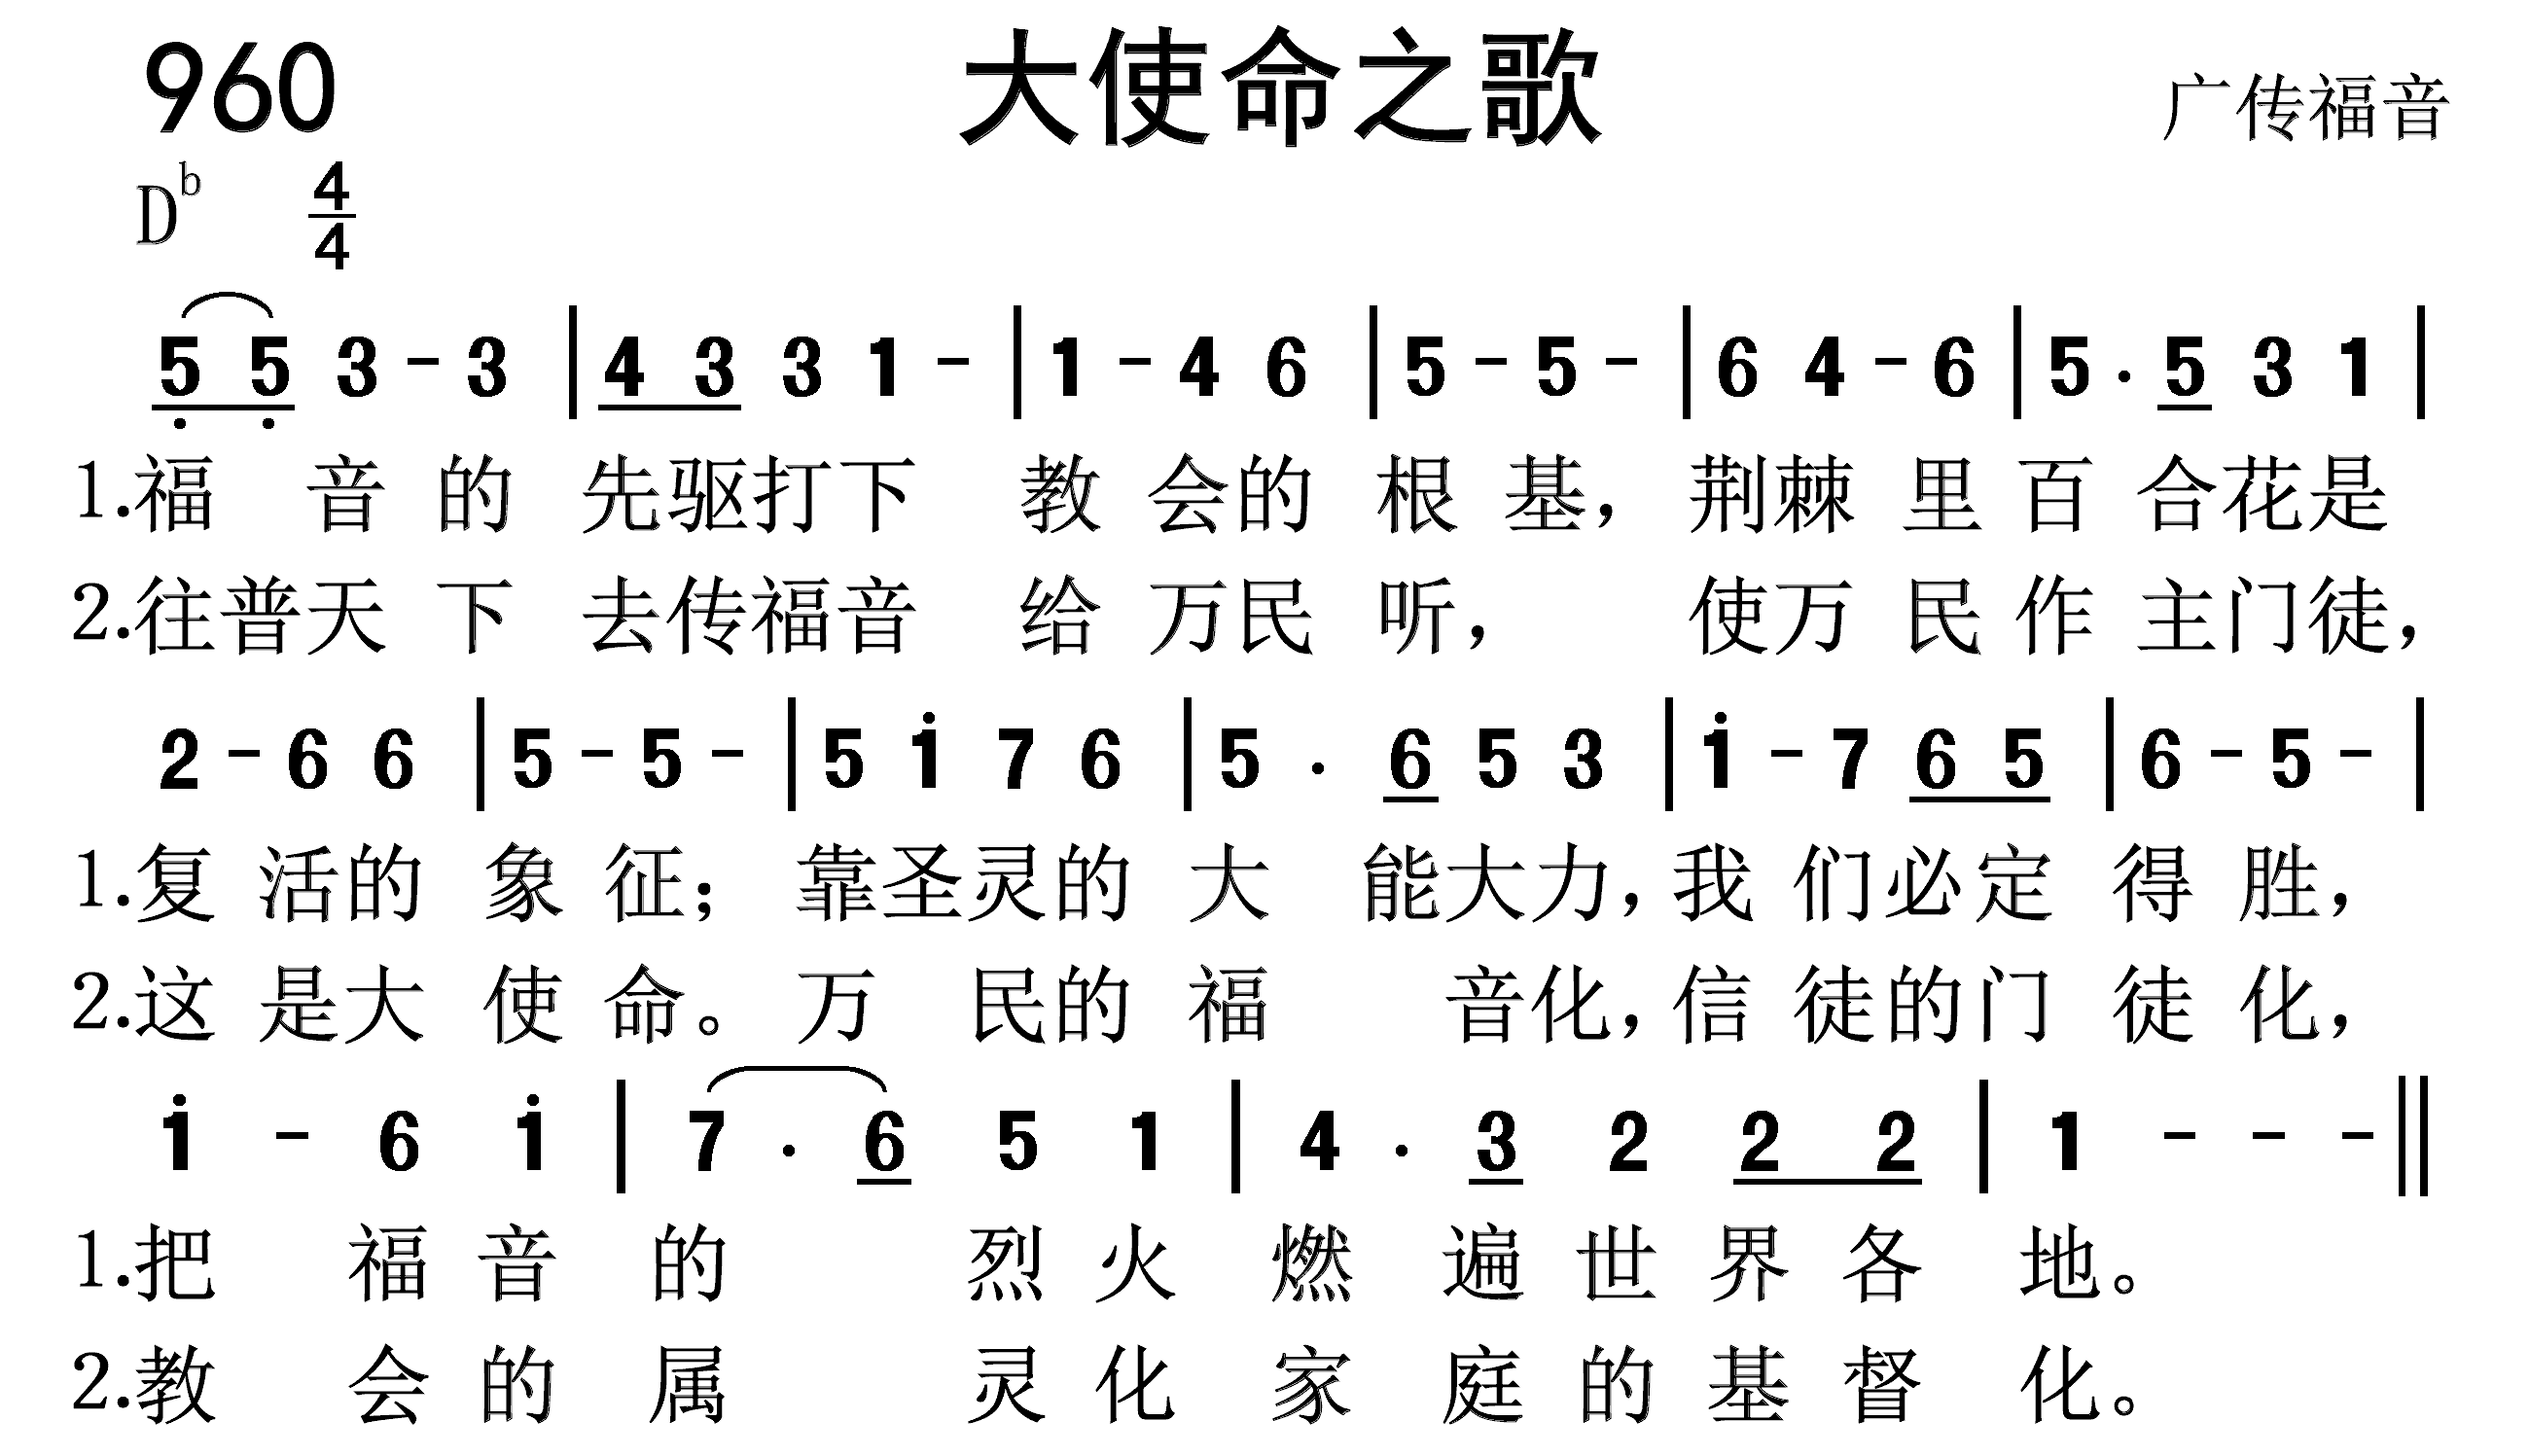 960 大使命之歌 广传福音
D♭ 4/4
5̣ 5̣ 3 - 3 | 4 3 3 1 - | 1 - 4 6 | 5 - 5 - | 6 4 - 6 | 5 · 5 3 1 |
1.福 音 的 先驱打下 教 会的 根 基，荆棘 里 百 合花是
2.往普天 下 去传福音 给 万民 听， 使万 民 作 主门徒，
2 - 6 6 | 5 - 5 - | 5 i 7 6 | 5 · 6 5 3 | i - 7 6 5 | 6 - 5 - |
1.复 活的 象 征；靠圣灵的 大 能大力，我 们必定 得 胜，
2.这 是大 使 命。万 民的 福 音化，信 徒的门 徒 化，
i - 6 i | 7 · 6 5 1 | 4 · 3 2 2 2 | 1 - - - ‖
1.把 福 音 的 烈 火 燃 遍 世 界 各 地。
2.教 会 的 属 灵 化 家 庭 的 基 督 化。